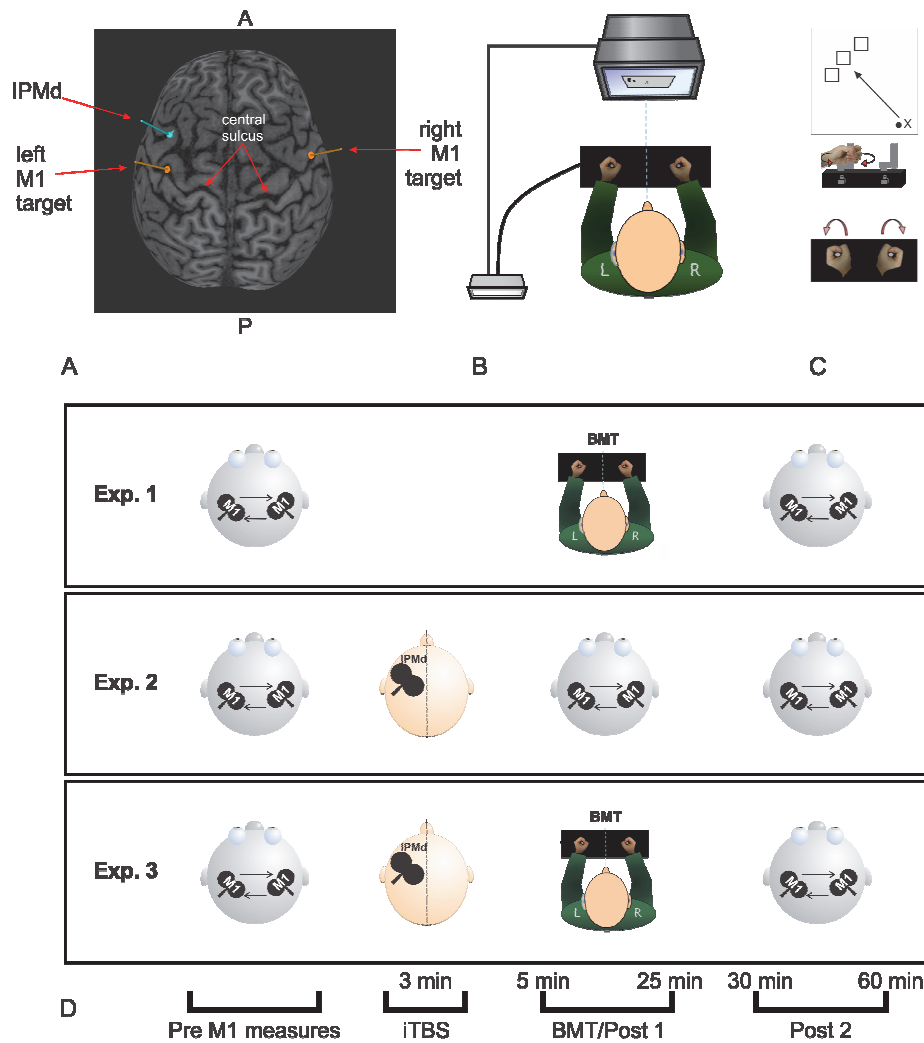 A
lPMd
left
M1
target
central
sulcus
right
M1
target
P
L
R
X
A
B
C
Exp. 1
M1
M1
BMT
L
R
M1
M1
Exp. 2
M1
M1
lPMd
M1
M1
M1
M1
Exp. 3
M1
M1
lPMd
BMT
L
R
M1
M1
3 min
5 min
25 min
30 min
60 min
D
Pre M1 measures
iTBS
BMT/Post 1
Post 2